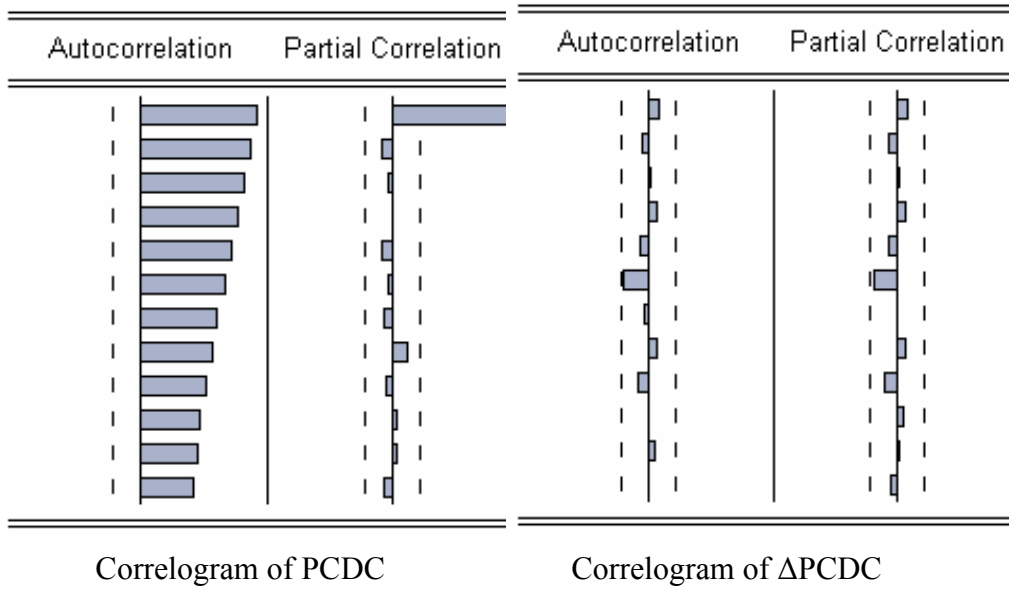 Autocorrelation Partial Correlation
Autocorrelation Partial Correlation
Correlogram of PCDC
Correlogram of ΔPCDC